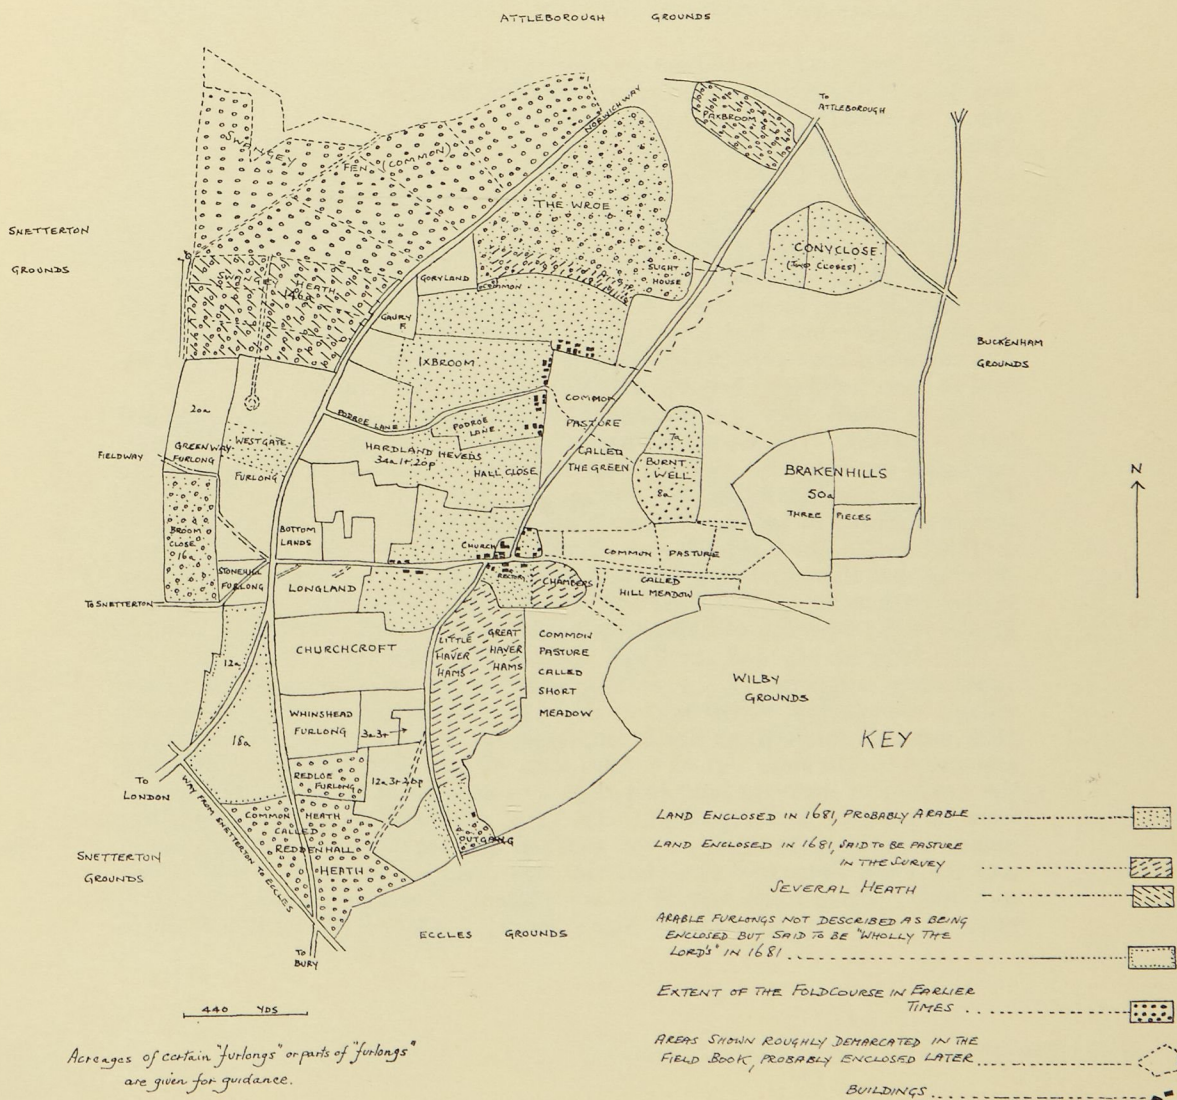 ATTLEBOROUGH GROUNDS
NORWICH WAY
TO
ATTLEBOROUGH
PAXBROOM
SWANGEY
FEN (COMMON)
THE WROE
SNETTERTON
GROUNDS
CONYCLOSE
(TWO CLOSES)
SLIGHT
HOUSE
GORYLAND
COMMON
HEATH
146a
GAURY
F.
BUCKENHAM
GROUNDS
IXBROOM
COMMON
PASTURE
CALLED
THE GREEN
20a
PODROE LANE
PODROE
LANE
GREENWAY
FURLONG
WESTGATE
FURLONG
FIELDWAY
HARDLAND HEVEDS
34a 1r 20p
HALL CLOSE
7a
BURNT
WELL
8a
BRAKENHILLS
50a
THREE PIECES
N
BROOM
CLOSE
16a
BOTTOM
LANDS
CHURCH
COMMON PASTURE
CALLED
HILL MEADOW
STONEHILL
FURLONG
LONGLAND
RECTORY
CHAMBERS
TO SNETTERTON
CHURCHCROFT
LITTLE
HAVER
HAMS
GREAT
HAVER
HAMS
COMMON
PASTURE
CALLED
SHORT
MEADOW
12a
WILBY
GROUNDS
18a
WHINSHEAD
FURLONG
3a 3r
TO
LONDON
REDLOE
FURLONG
12a 3r 20p
WAY FROM SNETTERTON TO ECCLES
COMMON HEATH
CALLED
REDDENHALL
HEATH
OUTGANG
SNETTERTON
GROUNDS
ECCLES GROUNDS
TO
BURY
440 YDS
Acreages of certain "furlongs" or parts of "furlongs"
are given for guidance.
KEY
LAND ENCLOSED IN 1681, PROBABLY ARABLE
LAND ENCLOSED IN 1681, SAID TO BE PASTURE
IN THE SURVEY
SEVERAL HEATH
ARABLE FURLONGS NOT DESCRIBED AS BEING
ENCLOSED BUT SAID TO BE "WHOLLY THE
LORD'S" IN 1681
EXTENT OF THE FOLDCOURSE IN EARLIER
TIMES
AREAS SHOWN ROUGHLY DEMARCATED IN THE
FIELD BOOK, PROBABLY ENCLOSED LATER
BUILDINGS